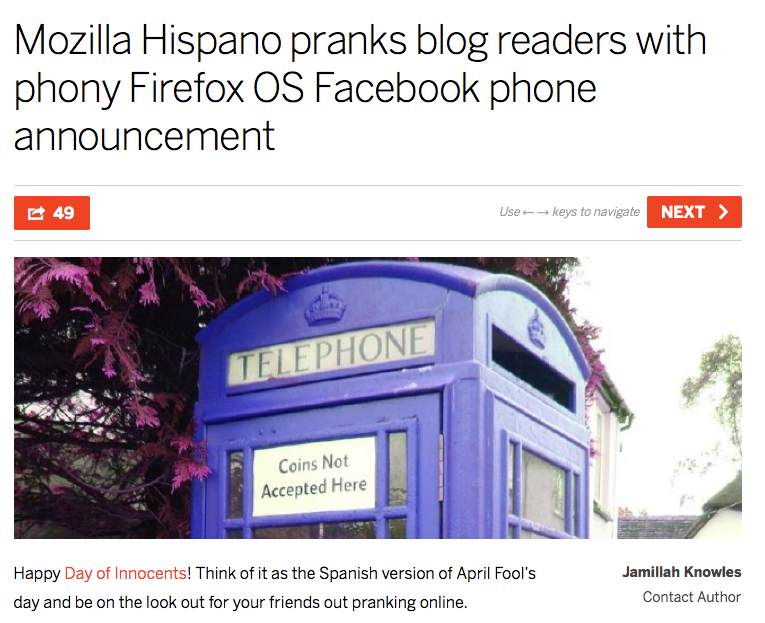 Mozilla Hispano pranks blog readers with
phony Firefox OS Facebook phone
announcement
49
Use ← → keys to navigate
NEXT
TELEPHONE
Coins Not
Accepted Here
Happy Day of Innocents! Think of it as the Spanish version of April Fool's
day and be on the look out for your friends out pranking online.
Jamillah Knowles
Contact Author